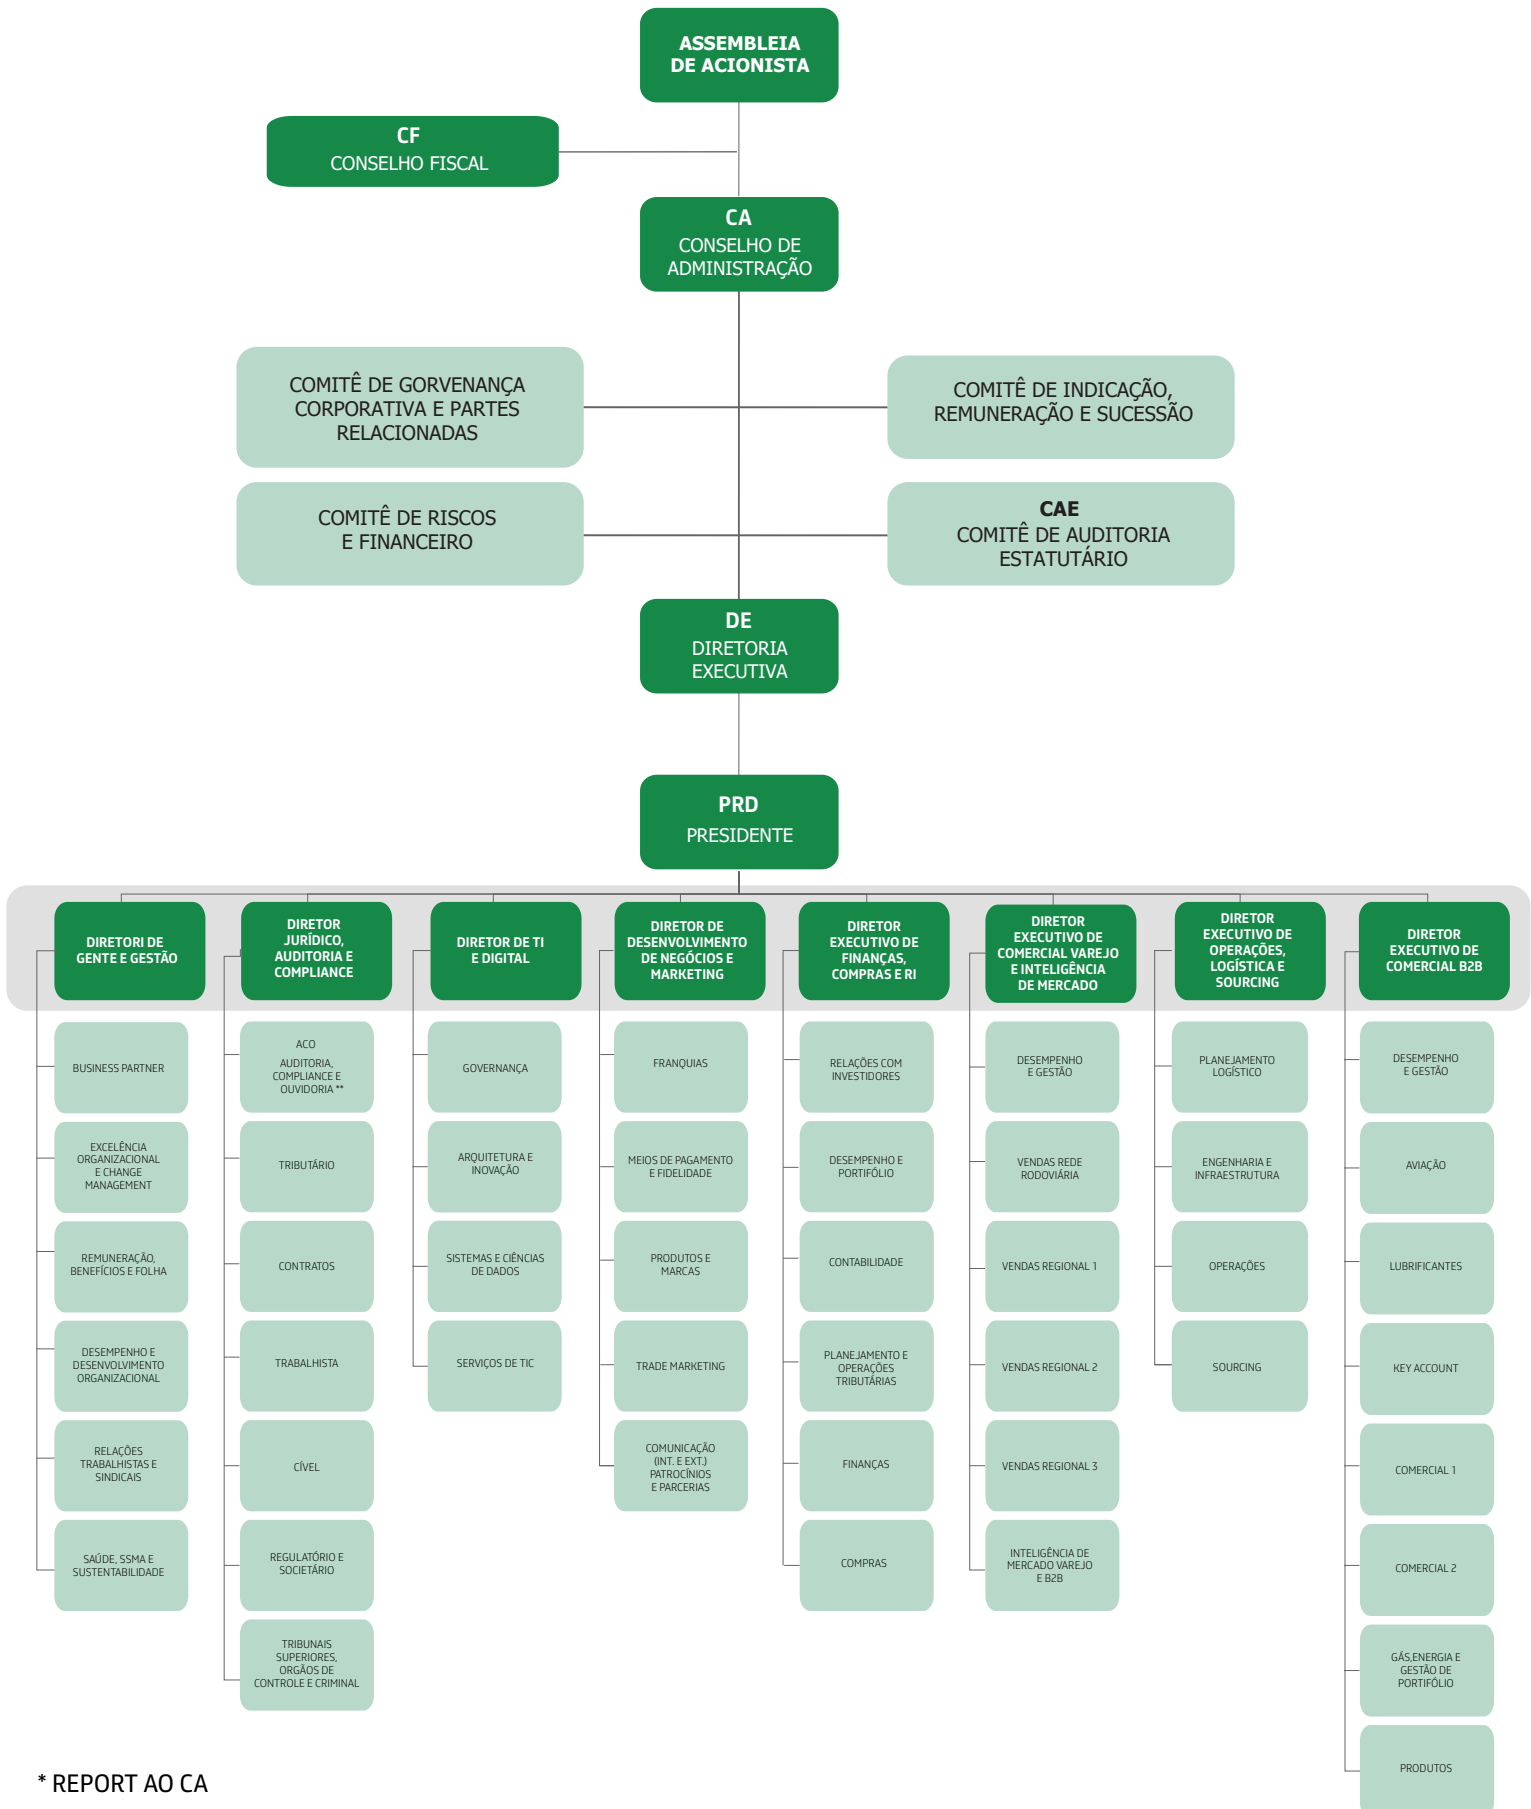 ASSEMBLEIA
DE ACIONISTA
CF
CONSELHO FISCAL
CA
CONSELHO DE
ADMINISTRAÇÃO
COMITÊ DE GORVENANÇA
CORPORATIVA E PARTES
RELACIONADAS
COMITÊ DE INDICAÇÃO,
REMUNERAÇÃO E SUCESSÃO
COMITÊ DE RISCOS
E FINANCEIRO
CAE
COMITÊ DE AUDITORIA
ESTATUTÁRIO
DE
DIRETORIA
EXECUTIVA
PRD
PRESIDENTE
DIRETORI DE
GENTE E GESTÃO
BUSINESS PARTNER
EXCELÊNCIA
ORGANIZACIONAL
E CHANGE
MANAGEMENT
REMUNERAÇÃO,
BENEFÍCIOS E FOLHA
DESEMPENHO E
DESENVOLVIMENTO
ORGANIZACIONAL
RELAÇÕES
TRABALHISTAS E
SINDICAIS
SAÚDE, SSMA E
SUSTENTABILIDADE
DIRETOR
JURÍDICO,
AUDITORIA E
COMPLIANCE
ACO
AUDITORIA,
COMPLIANCE E
OUVIDORIA **
TRIBUTÁRIO
CONTRATOS
TRABALHISTA
CÍVEL
REGULATÓRIO E
SOCIETÁRIO
TRIBUNAIS
SUPERIORES,
ORGÃOS DE
CONTROLE E CRIMINAL
DIRETOR DE TI
E DIGITAL
GOVERNANÇA
ARQUITETURA E
INOVAÇÃO
SISTEMAS E CIÊNCIAS
DE DADOS
SERVIÇOS DE TIC
DIRETOR DE
DESENVOLVIMENTO
DE NEGÓCIOS E
MARKETING
FRANQUIAS
MEIOS DE PAGAMENTO
E FIDELIDADE
PRODUTOS E
MARCAS
TRADE MARKETING
COMUNICAÇÃO
(INT. E EXT.)
PATROCÍNIOS
E PARCERIAS
DIRETOR
EXECUTIVO DE
FINANÇAS,
COMPRAS E RI
RELAÇÕES COM
INVESTIDORES
DESEMPENHO E
PORTIFÓLIO
CONTABILIDADE
PLANEJAMENTO E
OPERAÇÕES
TRIBUTÁRIAS
FINANÇAS
COMPRAS
DIRETOR
EXECUTIVO DE
COMERCIAL VAREJO
E INTELIGÊNCIA
DE MERCADO
DESEMPENHO
E GESTÃO
VENDAS REDE
RODOVIÁRIA
VENDAS REGIONAL 1
VENDAS REGIONAL 2
VENDAS REGIONAL 3
INTELIGÊNCIA DE
MERCADO VAREJO
E B2B
DIRETOR
EXECUTIVO DE
OPERAÇÕES,
LOGÍSTICA E
SOURCING
PLANEJAMENTO
LOGÍSTICO
ENGENHARIA E
INFRAESTRUTURA
OPERAÇÕES
SOURCING
DIRETOR
EXECUTIVO DE
COMERCIAL B2B
DESEMPENHO
E GESTÃO
AVIAÇÃO
LUBRIFICANTES
KEY ACCOUNT
COMERCIAL 1
COMERCIAL 2
GÁS,ENERGIA E
GESTÃO DE
PORTIFÓLIO
PRODUTOS
* REPORT AO CA